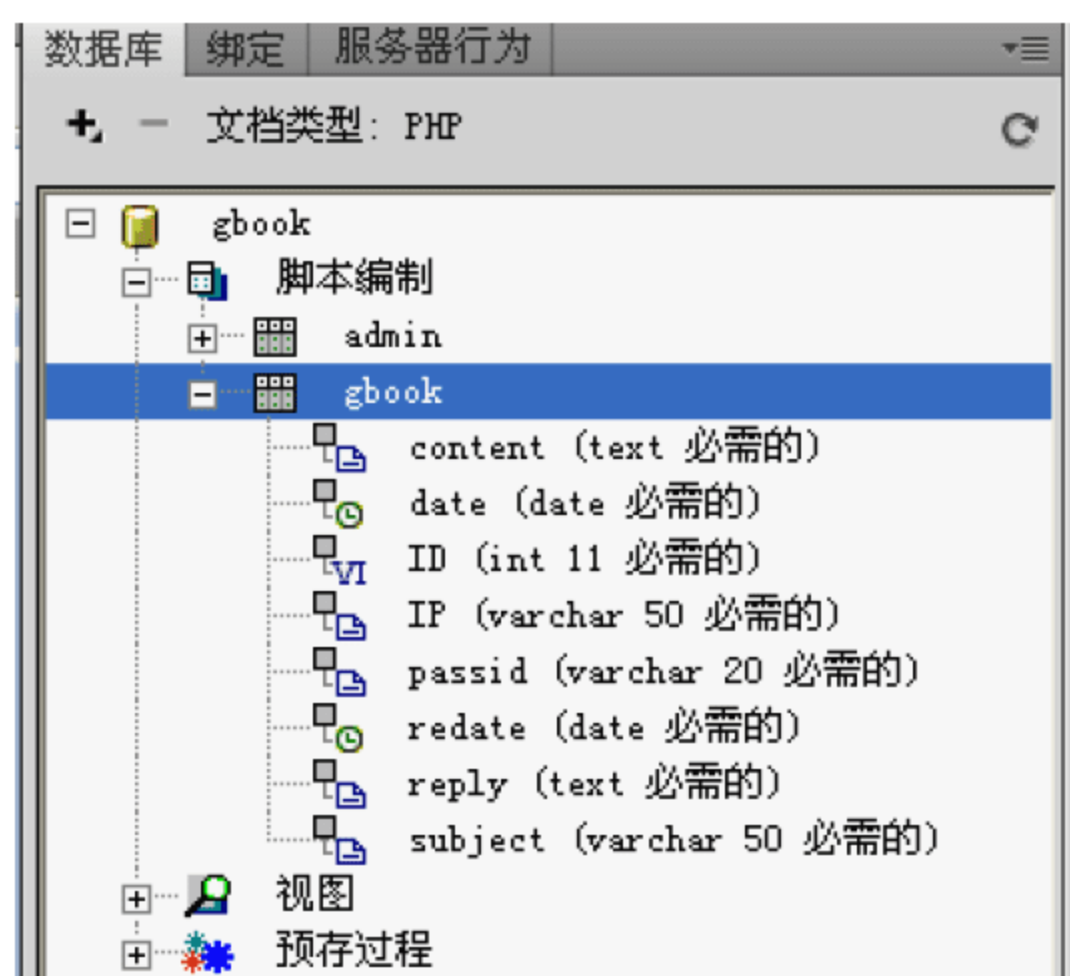 数据库 绑定 服务器行为
文档类型: PHP
gbook
脚本编制
admin
gbook
content (text 必需的)
date (date 必需的)
ID (int 11 必需的)
IP (varchar 50 必需的)
passid (varchar 20 必需的)
redate (date 必需的)
reply (text 必需的)
subject (varchar 50 必需的)
视图
预存过程